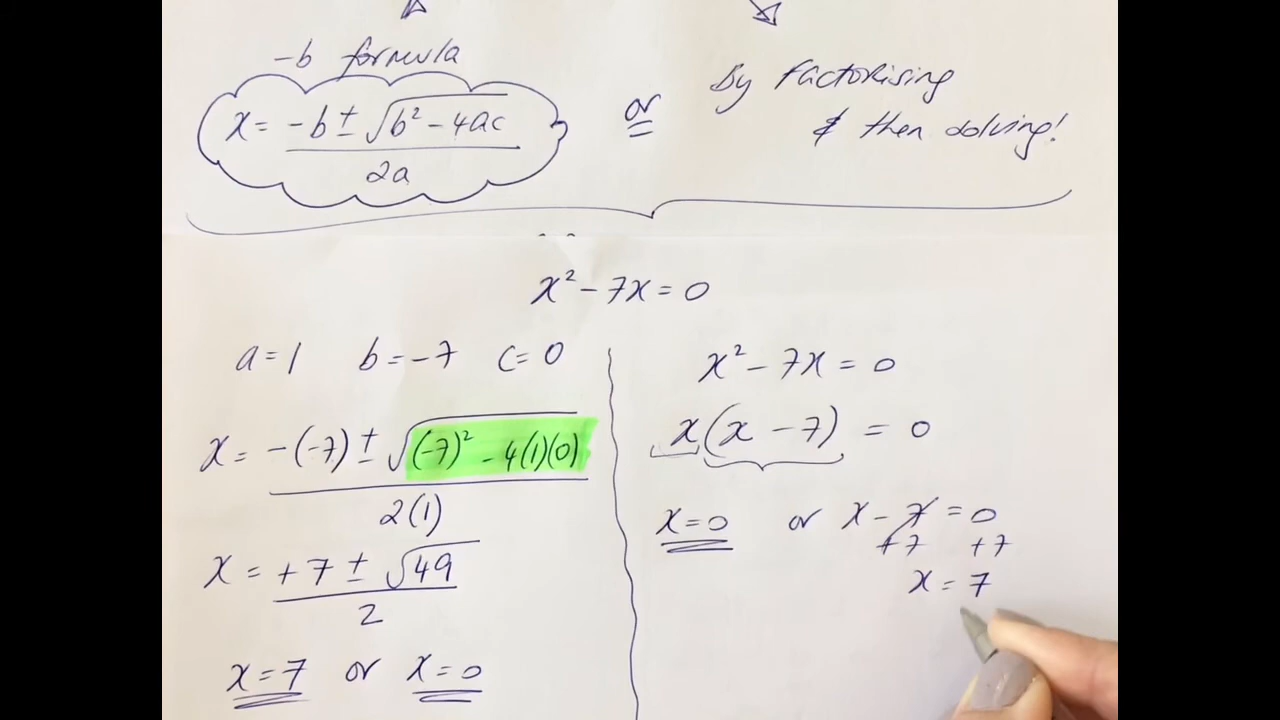 -b formula
x = -b ± √b² - 4ac
2a
or
By Factorising
& then solving!
x² - 7x = 0
a = 1 b = -7 c = 0
x = -(-7) ± √(-7)² - 4(1)(0)
2(1)
x = +7 ± √49
2
x = 7 or x = 0
x² - 7x = 0
x(x - 7) = 0
x = 0 or x - 7 = 0
+7 +7
x = 7